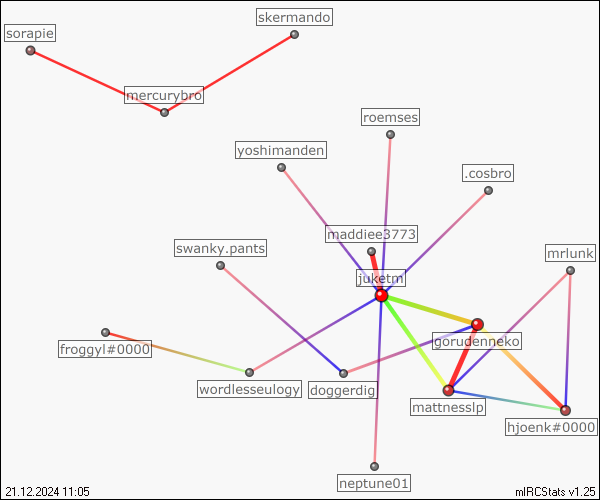 skermando
sorapie
mercurybro
roemses
yoshimanden
.cosbro
maddiee3773
swanky.pants
mrlunk
juketm
gorudenneko
froggyl#0000
wordlesseulogy
doggerdig
mattnesslp
hjoenk#0000
neptune01
21.12.2024 11:05
mIRCStats v1.25